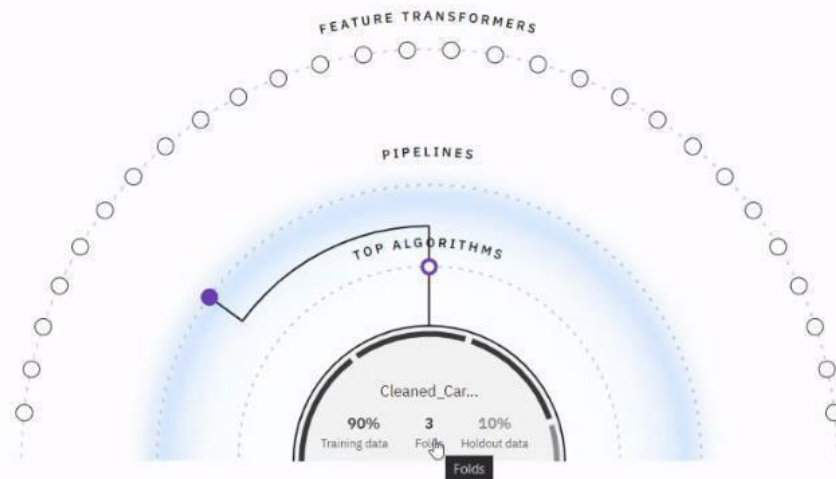 FEATURE TRANSFORMERS
PIPELINES
TOP ALGORITHMS
Cleaned_Car...
90% 3 10%
Training data Folds Holdout data
Folds